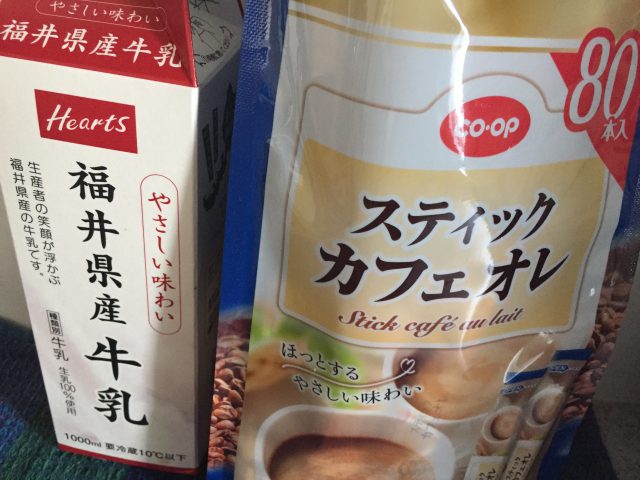 やさしい味わい
福井県産牛乳
Hearts
やさしい味わい
福井県産牛乳
生産者の笑顔が浮かぶ
福井県産の牛乳です。
種類別 牛乳
生乳100%使用
1000ml 要冷蔵10℃以下
80本入
CO・OP
スティック
カフェオレ
Stick café au lait
ほっとする
やさしい味わい